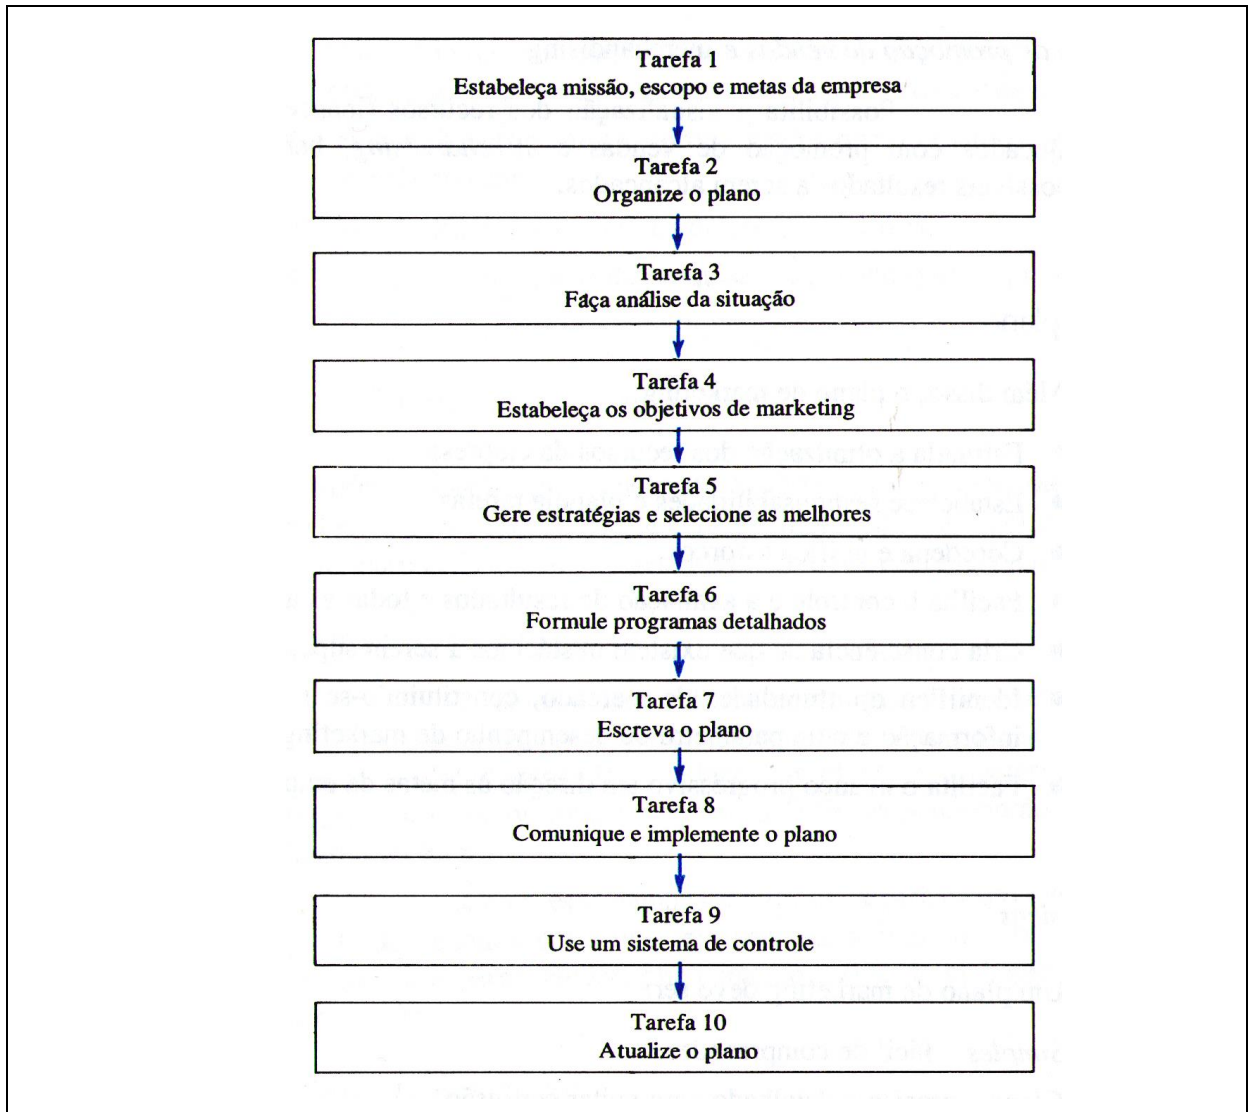 Tarefa 1
Estabeleça missão, escopo e metas da empresa
Tarefa 2
Organize o plano
Tarefa 3
Fáça análise da situação
Tarefa 4
Estabeleça os objetivos de marketing
Tarefa 5
Gere estratégias e selecione as melhores
Tarefa 6
Formule programas detalhados
Tarefa 7
Escreva o plano
Tarefa 8
Comunique e implemente o plano
Tarefa 9
Use um sistema de controle
Tarefa 10
Atualize o plano